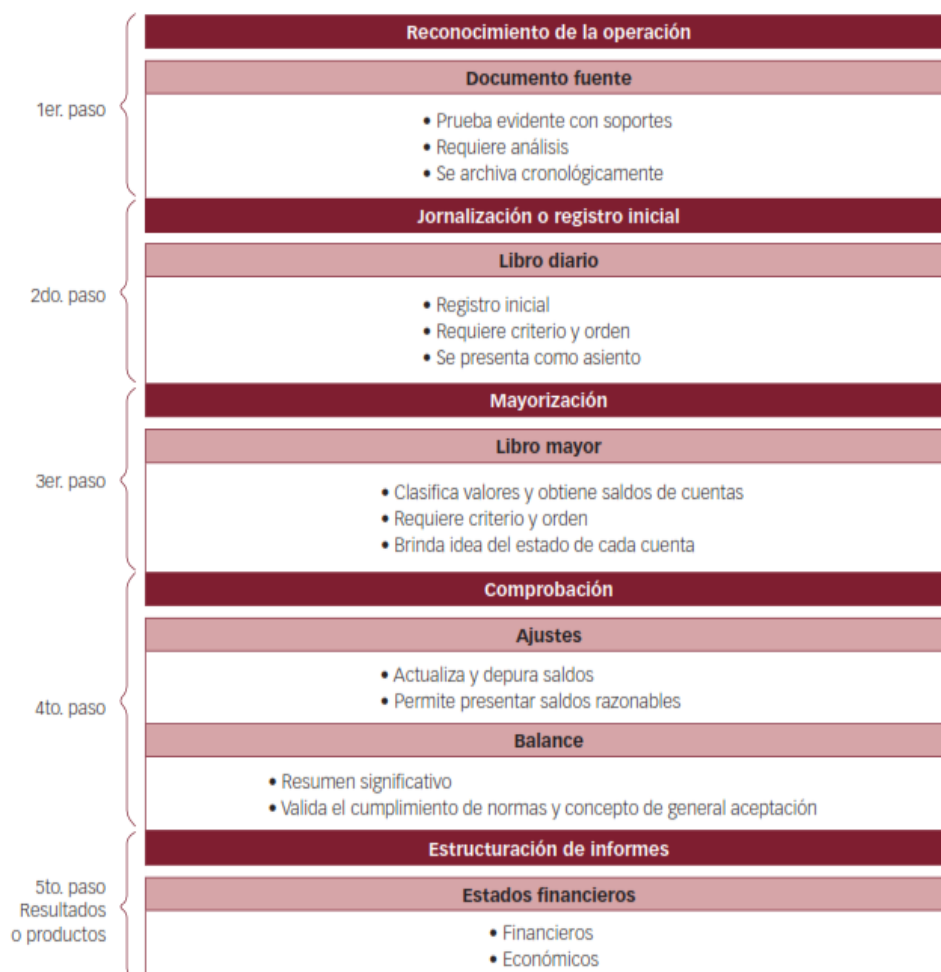 Reconocimiento de la operación
1er. paso
Documento fuente
• Prueba evidente con soportes
• Requiere análisis
• Se archiva cronológicamente
Jornalización o registro inicial
2do. paso
Libro diario
• Registro inicial
• Requiere criterio y orden
• Se presenta como asiento
Mayorización
3er. paso
Libro mayor
• Clasifica valores y obtiene saldos de cuentas
• Requiere criterio y orden
• Brinda idea del estado de cada cuenta
Comprobación
4to. paso
Ajustes
• Actualiza y depura saldos
• Permite presentar saldos razonables
Balance
• Resumen significativo
• Valida el cumplimiento de normas y concepto de general aceptación
Estructuración de informes
5to. paso
Resultados
o productos
Estados financieros
• Financieros
• Económicos